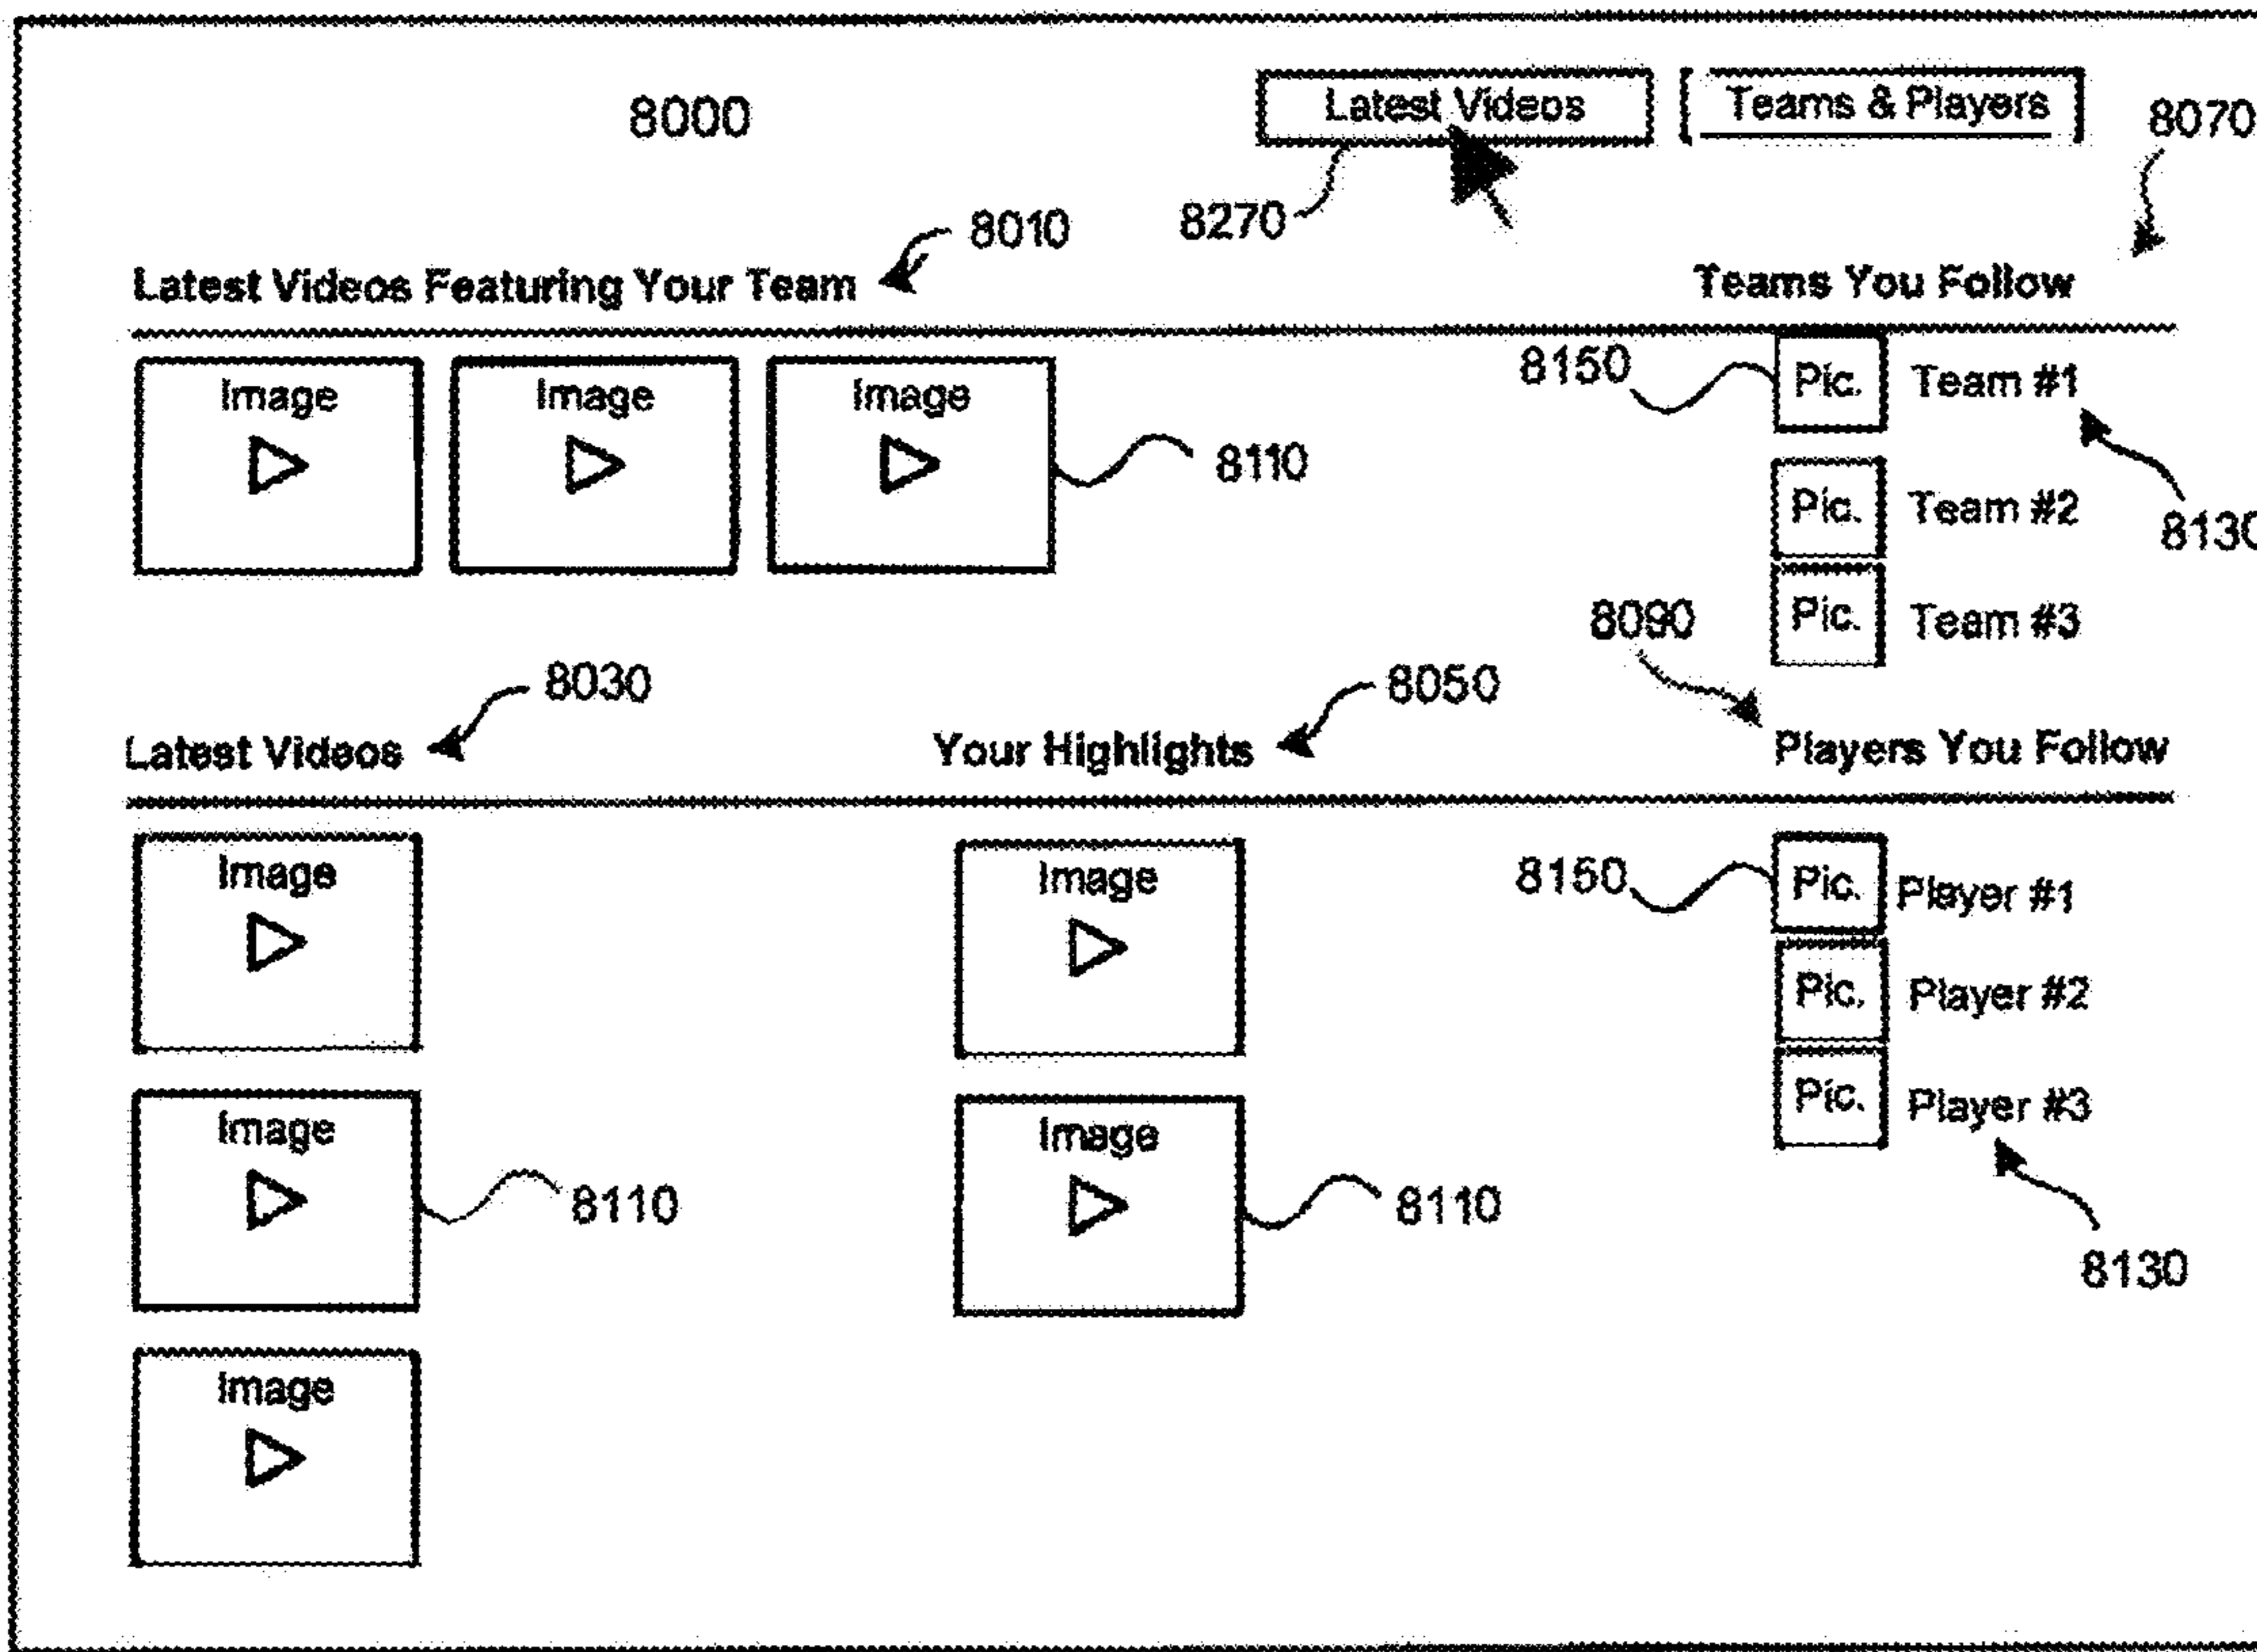 8000
Latest Videos
Teams & Players
8070
8270
8010
Latest Videos Featuring Your Team
Teams You Follow
Image
Image
Image
8110
8150
Pic. Team #1
Pic. Team #2
8130
Pic. Team #3
8090
8030
8050
Latest Videos
Your Highlights
Players You Follow
Image
Image
8150
Pic. Player #1
Pic. Player #2
Pic. Player #3
Image
8110
Image
8110
8130
Image